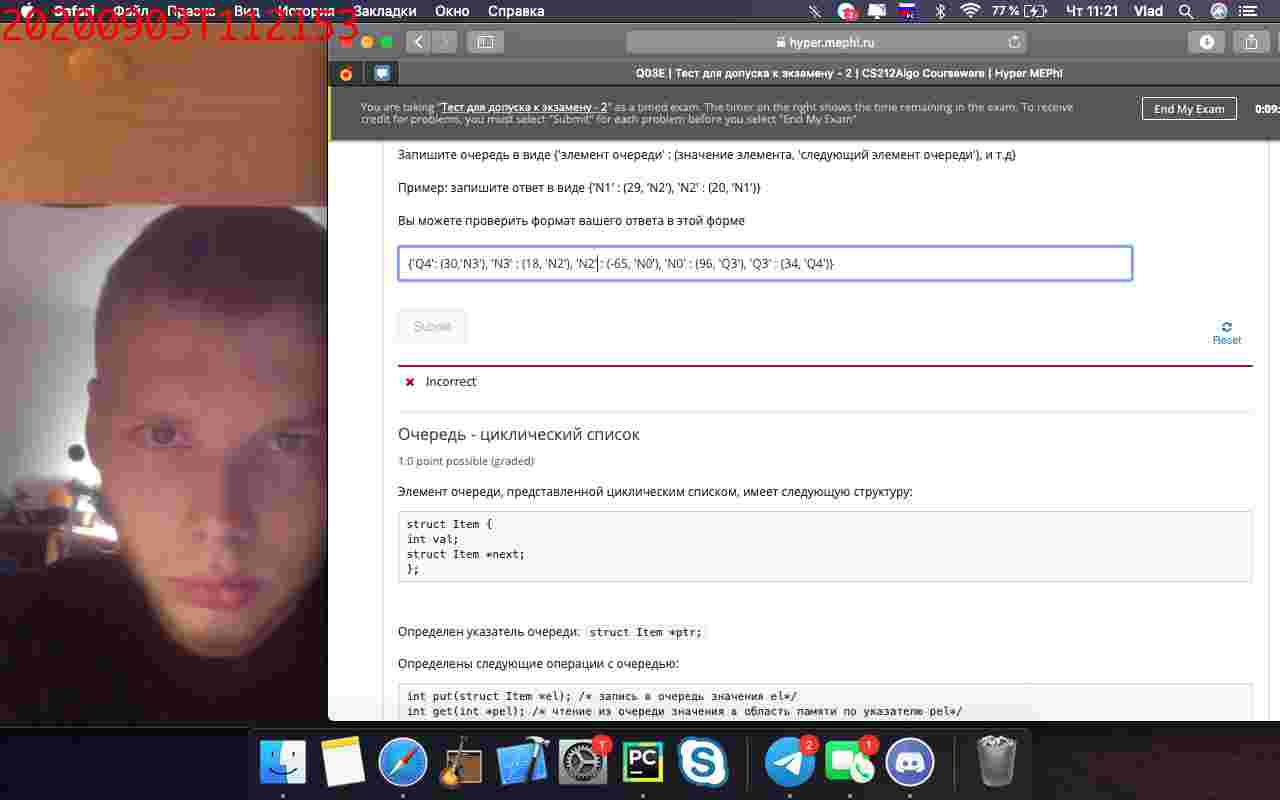 20200903T112153
Safari Файл Правка Вид История Закладки Окно Справка
77 % Чт 11:21 Vlad
hyper.mephi.ru
Q03E | Тест для допуска к экзамену - 2 | CS212Algo Courseware | Hyper MEPhI
You are taking "Тест для допуска к экзамену - 2" as a timed exam. The timer on the right shows the time remaining in the exam. To receive
credit for problems, you must select "Submit" for each problem before you select "End My Exam"
End My Exam
0:09:
Запишите очередь в виде {'элемент очереди' : (значение элемента, 'следующий элемент очереди'), и т.д}
Пример: запишите ответ в виде {'N1' : (29, 'N2'), 'N2' : (20, 'N1')}
Вы можете проверить формат вашего ответа в этой форме
{'Q4': (30,'N3'), 'N3' : (18, 'N2'), 'N2' : (-65, 'N0'), 'N0' : (96, 'Q3'), 'Q3' : (34, 'Q4')}
Submit
Reset
Incorrect
Очередь - циклический список
1.0 point possible (graded)
Элемент очереди, представленной циклическим списком, имеет следующую структуру:
struct Item {
int val;
struct Item *next;
};
Определен указатель очереди: struct Item *ptr;
Определены следующие операции с очередью:
int put(struct Item *el); /* запись в очередь значения el*/
int get(int *pel); /* чтение из очереди значения в область памяти по указателю pel*/
1
PC
2
1